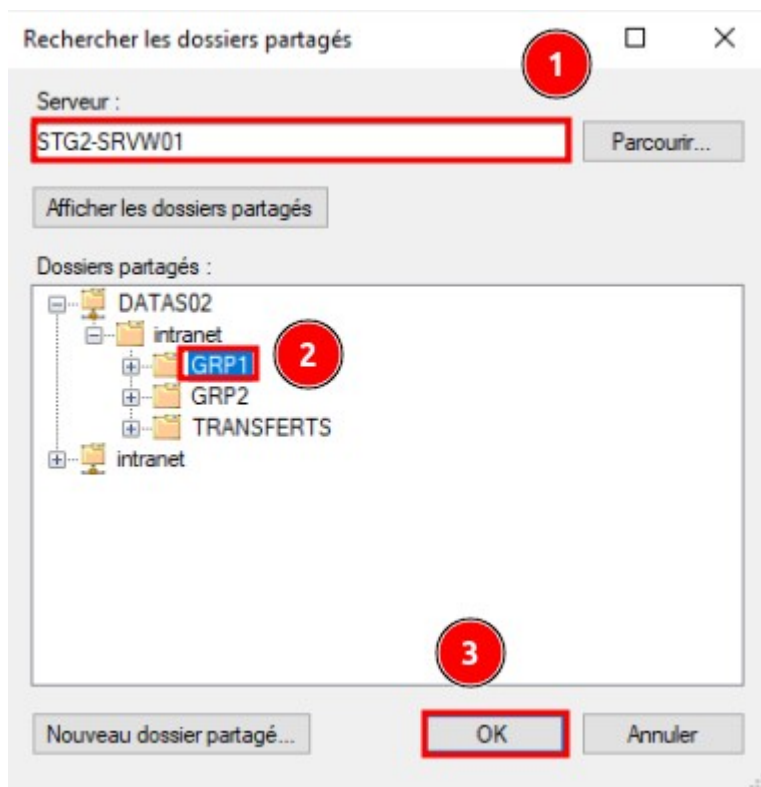 Rechercher les dossiers partagés
1
Serveur :
STG2-SRVW01
Parcourir...
Afficher les dossiers partagés
Dossiers partagés :
DATAS02
intranet
2
GRP1
GRP2
TRANSFERTS
intranet
3
Nouveau dossier partagé...
OK
Annuler